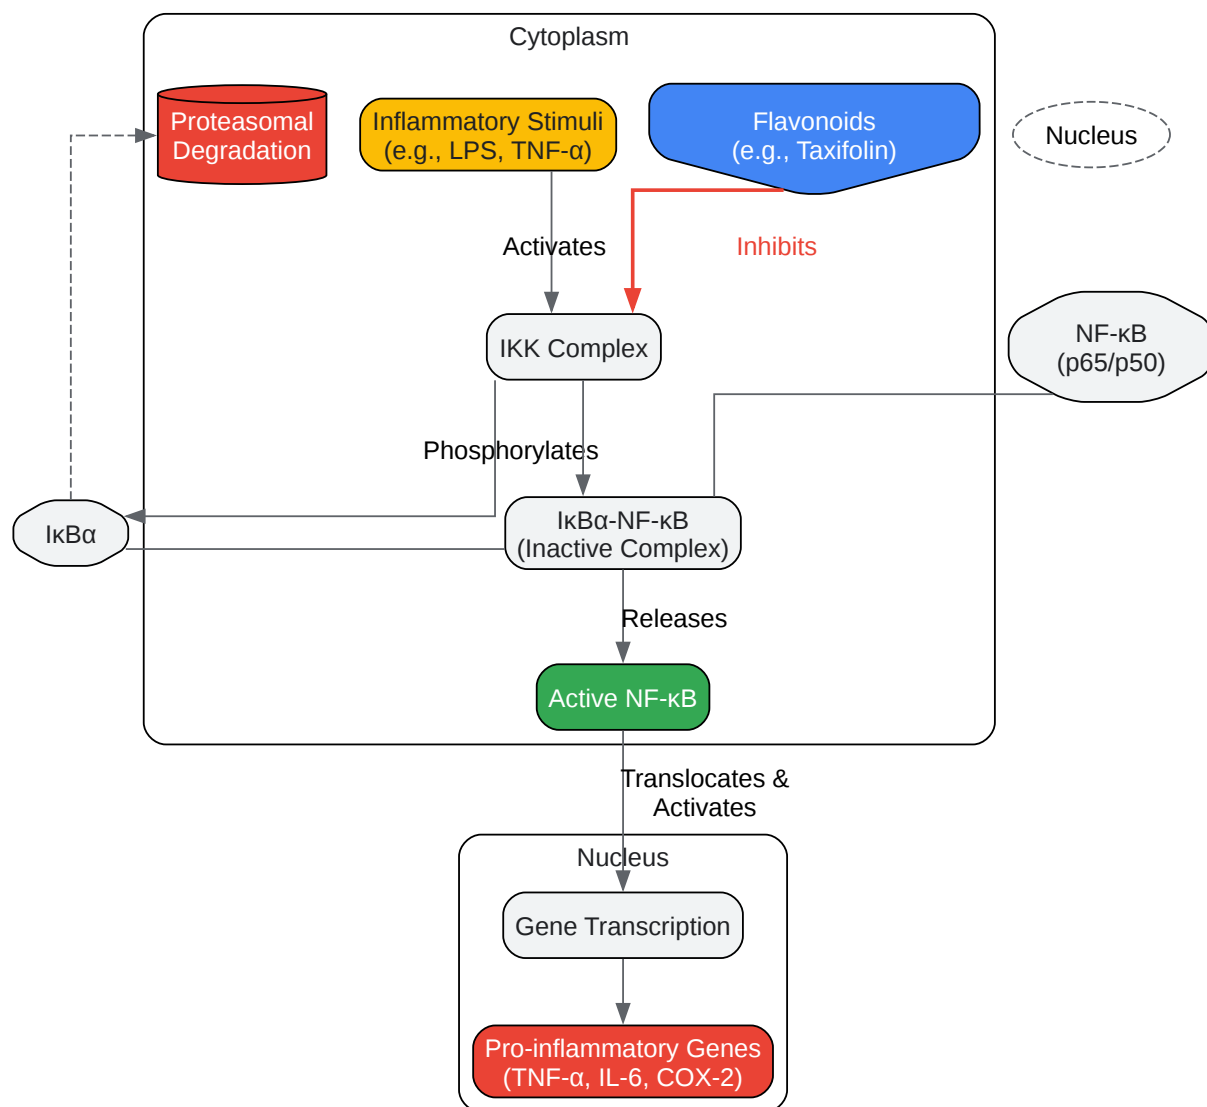 Cytoplasm
Proteasomal
Degradation
Inflammatory Stimuli
(e.g., LPS, TNF-α)
Flavonoids
(e.g., Taxifolin)
Nucleus
Activates
Inhibits
IKK Complex
NF-κB
(p65/p50)
Phosphorylates
IκBα
IκBα-NF-κB
(Inactive Complex)
Releases
Active NF-κB
Translocates &
Activates
Nucleus
Gene Transcription
Pro-inflammatory Genes
(TNF-α, IL-6, COX-2)